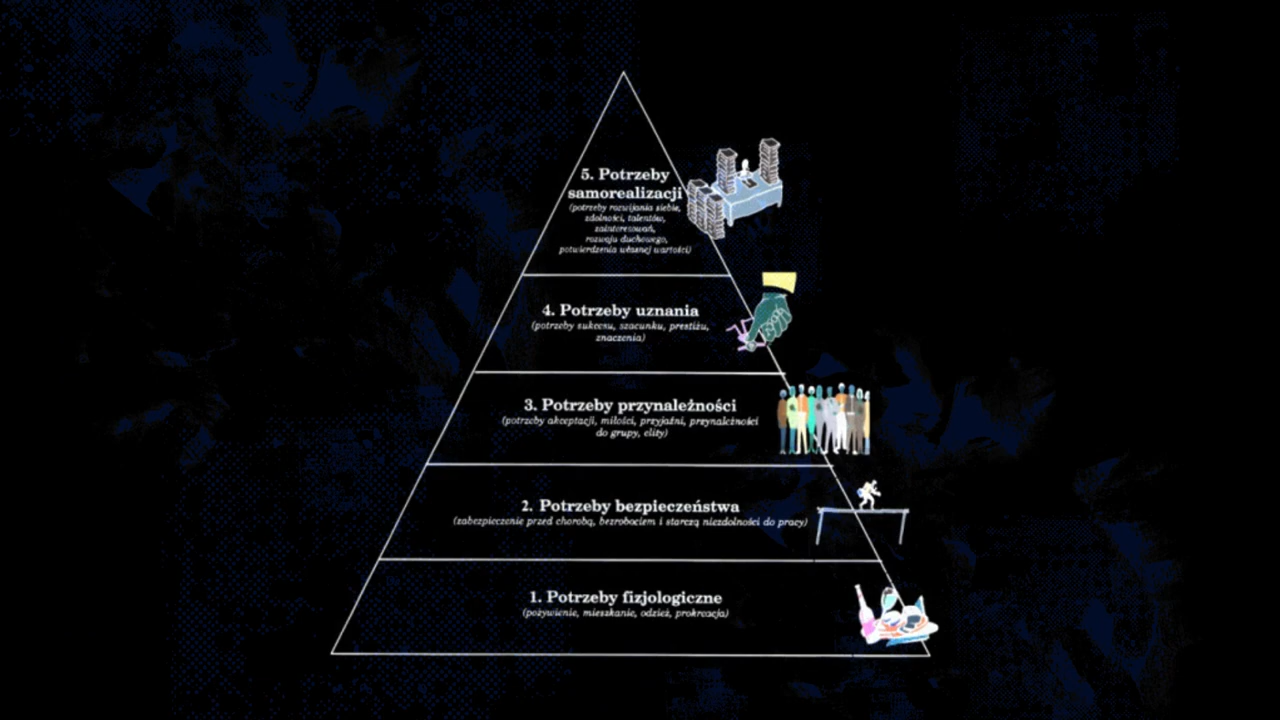 5. Potrzeby
samorealizacji
(potrzeby rozwijania siebie,
zdolności, talentów,
zainteresowań,
rozwoju duchowego,
potwierdzenia własnej wartości)
4. Potrzeby uznania
(potrzeby sukcesu, szacunku, prestiżu,
znaczenia)
3. Potrzeby przynależności
(potrzeby akceptacji, miłości, przyjaźni, przynależności
do grupy, elity)
2. Potrzeby bezpieczeństwa
(zabezpieczenie przed chorobą, bezrobociem i starczą niezdolności do pracy)
1. Potrzeby fizjologiczne
(pożywienie, mieszkanie, odzież, prokreacja)